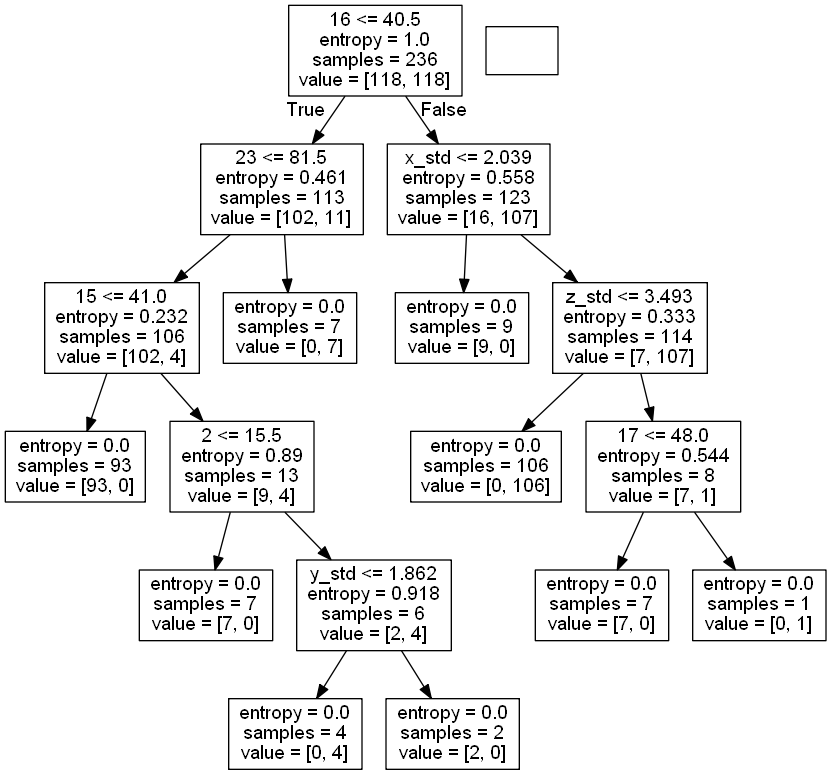 16 <= 40.5
entropy = 1.0
samples = 236
value = [118, 118]
True
False
23 <= 81.5
entropy = 0.461
samples = 113
value = [102, 11]
x_std <= 2.039
entropy = 0.558
samples = 123
value = [16, 107]
15 <= 41.0
entropy = 0.232
samples = 106
value = [102, 4]
entropy = 0.0
samples = 7
value = [0, 7]
entropy = 0.0
samples = 9
value = [9, 0]
z_std <= 3.493
entropy = 0.333
samples = 114
value = [7, 107]
entropy = 0.0
samples = 93
value = [93, 0]
2 <= 15.5
entropy = 0.89
samples = 13
value = [9, 4]
entropy = 0.0
samples = 106
value = [0, 106]
17 <= 48.0
entropy = 0.544
samples = 8
value = [7, 1]
entropy = 0.0
samples = 7
value = [7, 0]
y_std <= 1.862
entropy = 0.918
samples = 6
value = [2, 4]
entropy = 0.0
samples = 7
value = [7, 0]
entropy = 0.0
samples = 1
value = [0, 1]
entropy = 0.0
samples = 4
value = [0, 4]
entropy = 0.0
samples = 2
value = [2, 0]